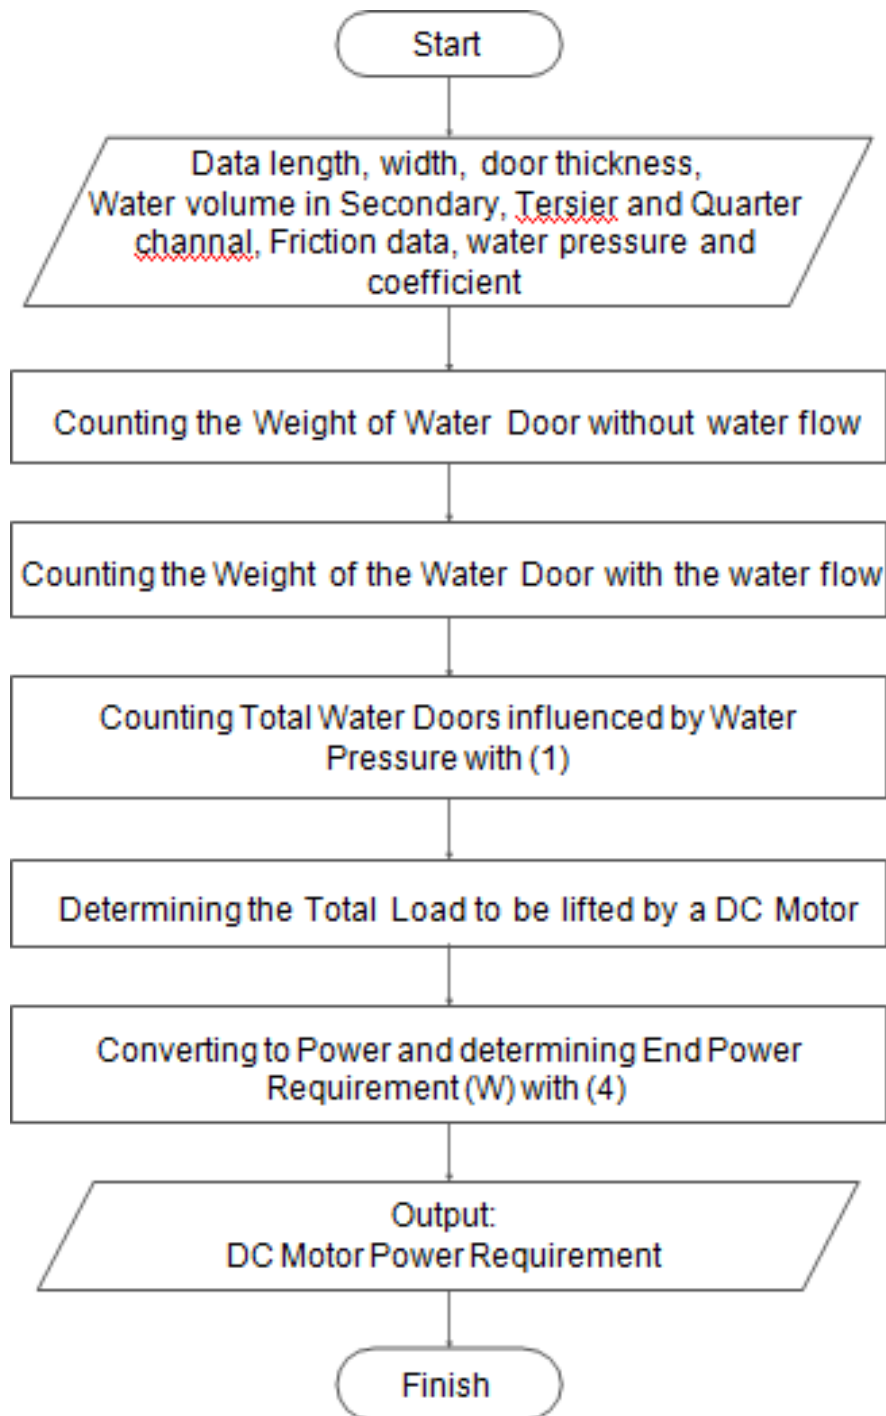 Start
Data length, width, door thickness,
Water volume in Secondary, Tersier and Quarter
channal, Friction data, water pressure and
coefficient
Counting the Weight of Water Door without water flow
Counting the Weight of the Water Door with the water flow
Counting Total Water Doors influenced by Water
Pressure with (1)
Determining the Total Load to be lifted by a DC Motor
Converting to Power and determining End Power
Requirement (W) with (4)
Output:
DC Motor Power Requirement
Finish